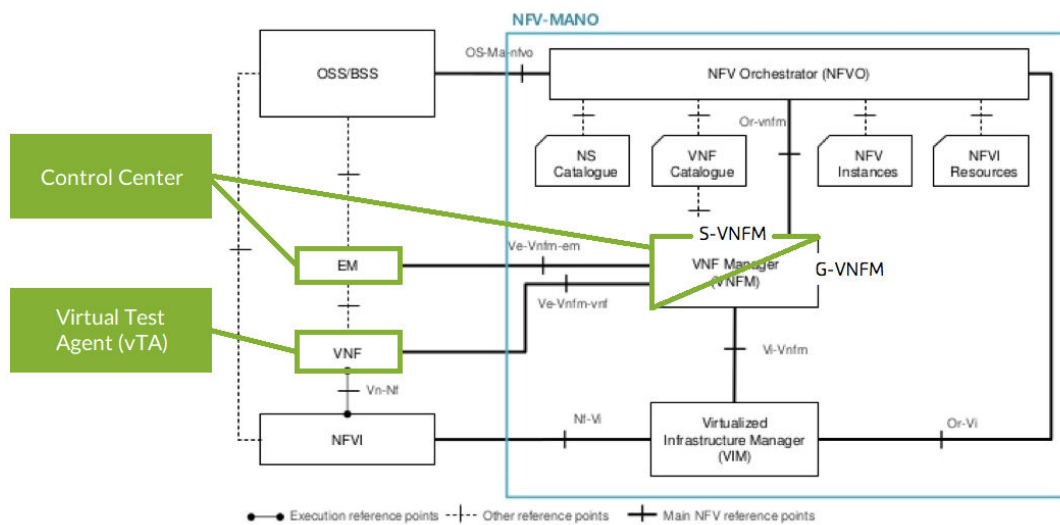 NFV-MANO
OS-Ma-nfvo
OSS/BSS
NFV Orchestrator (NFVO)
Or-vnfm
NS
Catalogue
VNF
Catalogue
NFV
Instances
NFVI
Resources
Control Center
S-VNFM
Ve-Vnfm-em
EM
VNF Manager
(VNFM)
G-VNFM
Ve-Vnfm-vnf
Virtual Test
Agent (vTA)
VNF
Vi-Vnfm
Vn-Nf
Nf-Vi
Virtualized
Infrastructure Manager
(VIM)
Or-Vi
NFVI
Execution reference points
Other reference points
Main NFV reference points